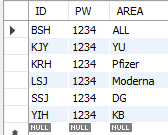 ID PW AREA
BSH 1234 ALL
KJY 1234 YU
KRH 1234 Pfizer
LSJ 1234 Moderna
SSJ 1234 DG
YIH 1234 KB
NULL NULL NULL